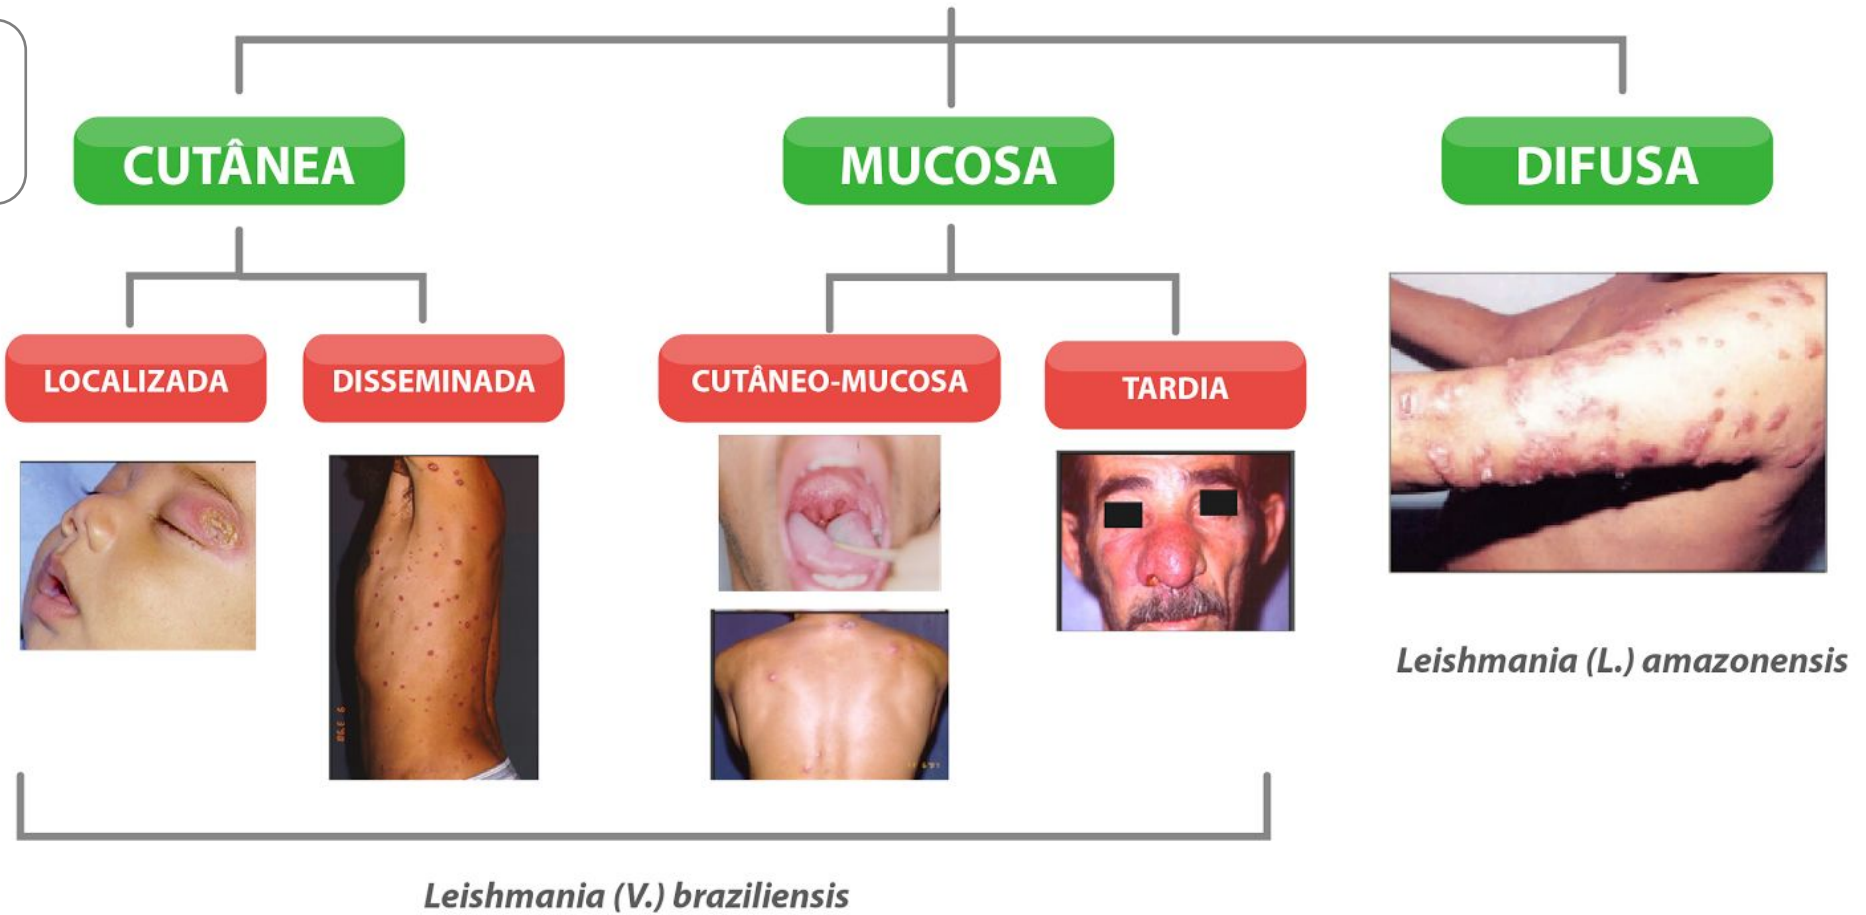 CUTÂNEA
MUCOSA
DIFUSA
LOCALIZADA
DISSEMINADA
CUTÂNEO-MUCOSA
TARDIA
Leishmania (L.) amazonensis
Leishmania (V.) braziliensis